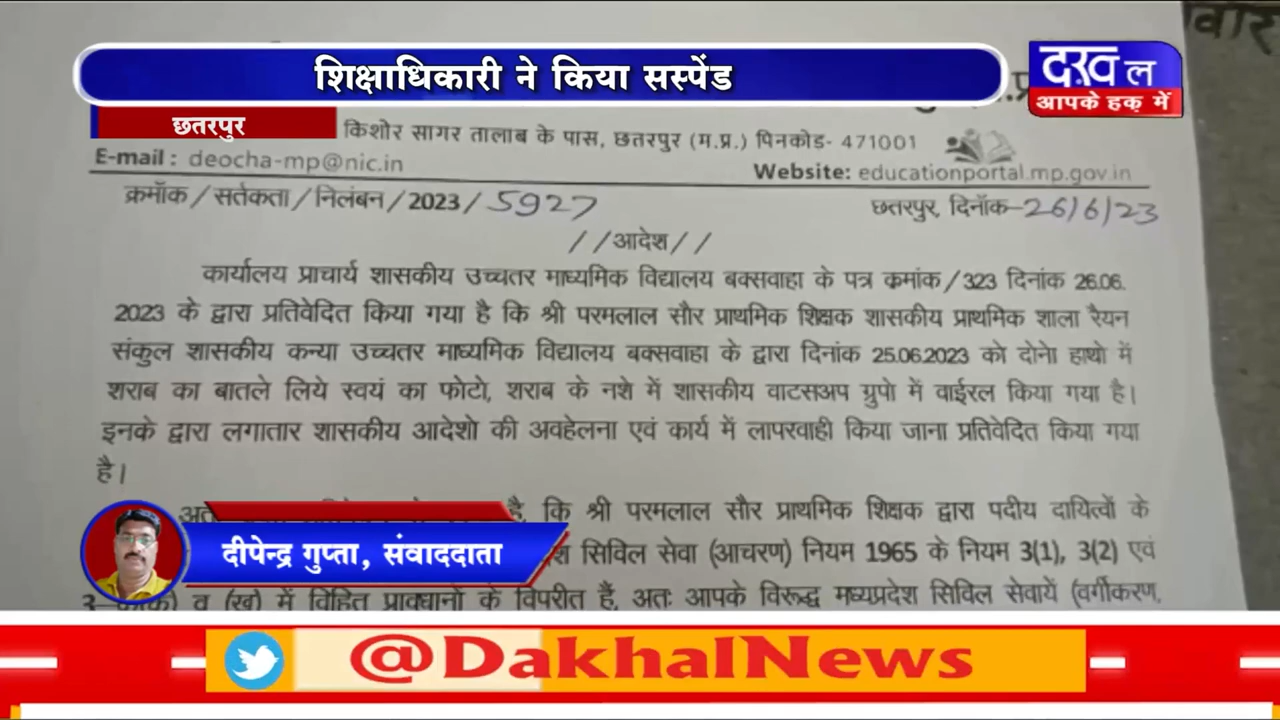 वार
शिक्षाधिकारी ने किया सस्पेंड
दख़ल
आपके हक़ में
छतरपुर
किशोर सागर तालाब के पास, छतरपुर (म.प्र.) पिनकोड- 471001
E-mail : deocha-mp@nic.in
Website: educationportal.mp.gov.in
क्रमाँक/सर्तकता/निलंबन/2023/5927
छतरपुर, दिनॉक-26/6/23
//आदेश//
कार्यालय प्राचार्य शासकीय उच्चतर माध्यमिक विद्यालय बक्सवाहा के पत्र कमांक/323 दिनांक 26.06.
2023 के द्वारा प्रतिवेदित किया गया है कि श्री परमलाल सौर प्राथमिक शिक्षक शासकीय प्राथमिक शाला रैयन
संकुल शासकीय कन्या उच्चतर माध्यमिक विद्यालय बक्सवाहा के द्वारा दिनांक 25.06.2023 को दोनेा हाथो में
शराब का बातले लिये स्वयं का फोटो, शराब के नशे में शासकीय वाटसअप ग्रुपो में वाईरल किया गया है।
इनके द्वारा लगातार शासकीय आदेशो की अवहेलना एवं कार्य में लापरवाही किया जाना प्रतिवेदित किया गया
है।
है, कि श्री परमलाल सौर प्राथमिक शिक्षक द्वारा पदीय दायित्वों के
सिविल सेवा (आचरण) नियम 1965 के नियम 3(1), 3(2) एवं
व (ख) में विहित प्रावधानों के विपरीत हैं, अतः आपके विरूद्ध मध्यप्रदेश सिविल सेवायें (वर्गीकरण,
दीपेन्द्र गुप्ता, संवाददाता
@DakhalNews